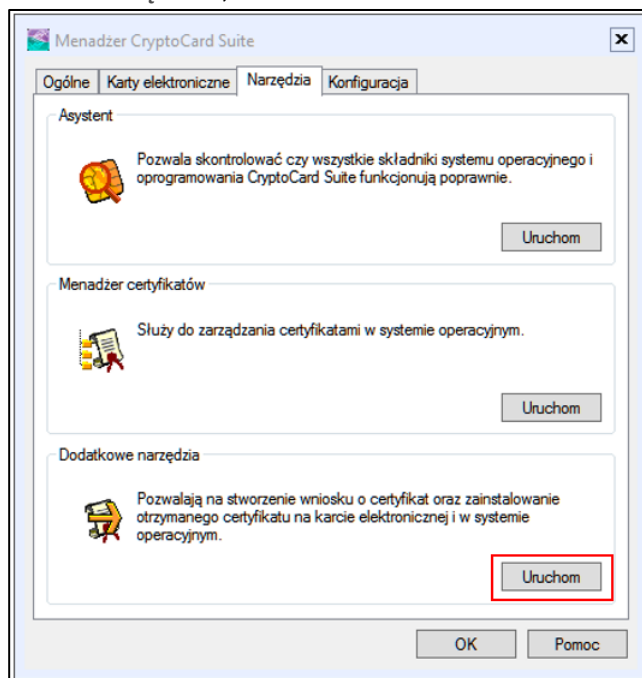 Menadżer CryptoCard Suite
Ogólne Karty elektroniczne Narzędzia Konfiguracja
Asystent
Pozwala skontrolować czy wszystkie składniki systemu operacyjnego i
oprogramowania CryptoCard Suite funkcjonują poprawnie.
Uruchom
Menadżer certyfikatów
Służy do zarządzania certyfikatami w systemie operacyjnym.
Uruchom
Dodatkowe narzędzia
Pozwalają na stworzenie wniosku o certyfikat oraz zainstalowanie
otrzymanego certyfikatu na karcie elektronicznej i w systemie
operacyjnym.
Uruchom
OK Pomoc